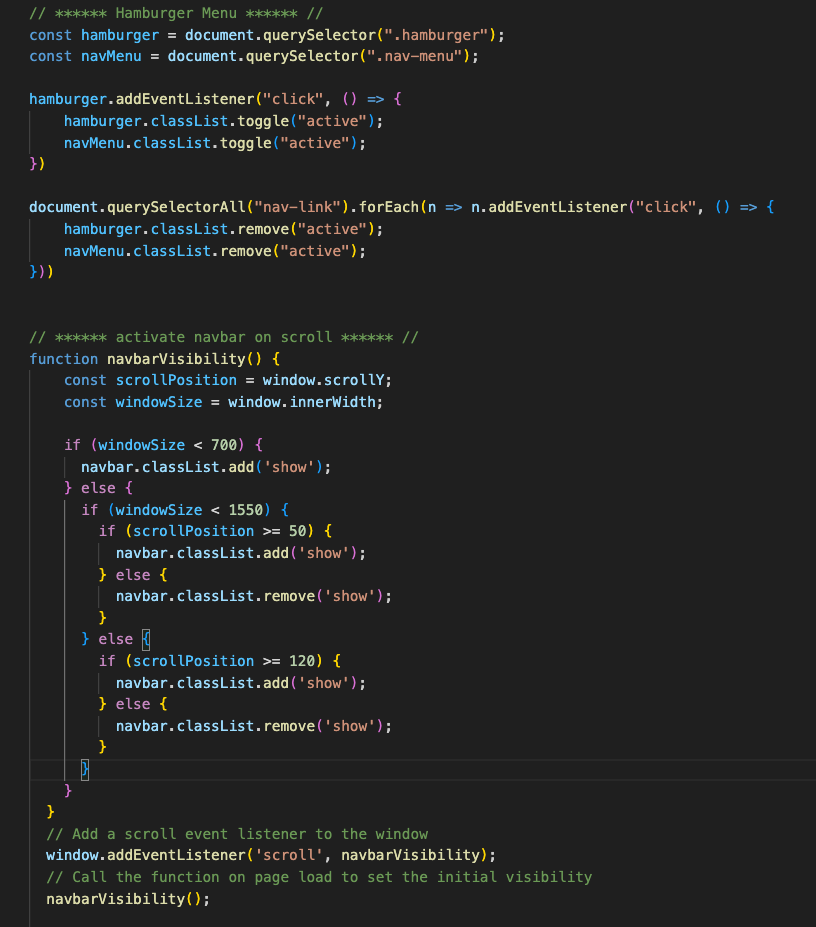 // ****** Hamburger Menu ****** //
const hamburger = document.querySelector(".hamburger");
const navMenu = document.querySelector(".nav-menu");

hamburger.addEventListener("click", () => {
    hamburger.classList.toggle("active");
    navMenu.classList.toggle("active");
})

document.querySelectorAll("nav-link").forEach(n => n.addEventListener("click", () => {
    hamburger.classList.remove("active");
    navMenu.classList.remove("active");
}))


// ****** activate navbar on scroll ****** //
function navbarVisibility() {
    const scrollPosition = window.scrollY;
    const windowSize = window.innerWidth;

    if (windowSize < 700) {
      navbar.classList.add('show');
    } else {
      if (windowSize < 1550) {
        if (scrollPosition >= 50) {
          navbar.classList.add('show');
        } else {
          navbar.classList.remove('show');
        }
      } else {
        if (scrollPosition >= 120) {
          navbar.classList.add('show');
        } else {
          navbar.classList.remove('show');
        }
      }
    }
  }
  // Add a scroll event listener to the window
  window.addEventListener('scroll', navbarVisibility);
  // Call the function on page load to set the initial visibility
  navbarVisibility();